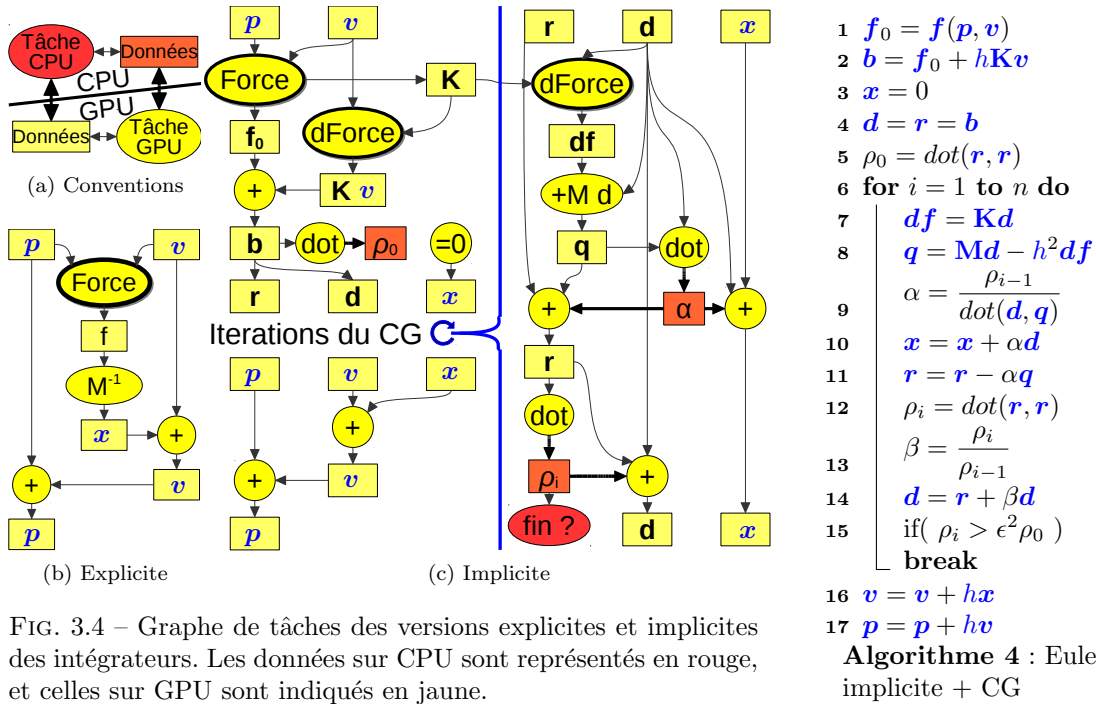 Tâche
CPU
Données
CPU
GPU
Données
Tâche
GPU
(a) Conventions
p
v
Force
f
M⁻¹
x
+
+
v
p
(b) Explicite
p
v
Force
K
dForce
f₀
+
K v
b
dot
ρ₀
=0
r
d
x
Iterations du CG
p
v
x
+
+
v
p
r
d
x
dForce
df
+M d
q
dot
+
α
+
r
dot
ρᵢ
+
fin ?
d
x
(c) Implicite
FIG. 3.4 – Graphe de tâches des versions explicites et implicites
des intégrateurs. Les données sur CPU sont représentés en rouge,
et celles sur GPU sont indiqués en jaune.
1 f₀ = f(p, v)
2 b = f₀ + hKv
3 x = 0
4 d = r = b
5 ρ₀ = dot(r, r)
6 for i = 1 to n do
7 df = Kd
8 q = Md − h²df
9 α = ρᵢ₋₁ / dot(d, q)
10 x = x + αd
11 r = r − αq
12 ρᵢ = dot(r, r)
13 β = ρᵢ / ρᵢ₋₁
14 d = r + βd
15 if( ρᵢ > ϵ²ρ₀ )
break
16 v = v + hx
17 p = p + hv
Algorithme 4 : Eule
implicite + CG